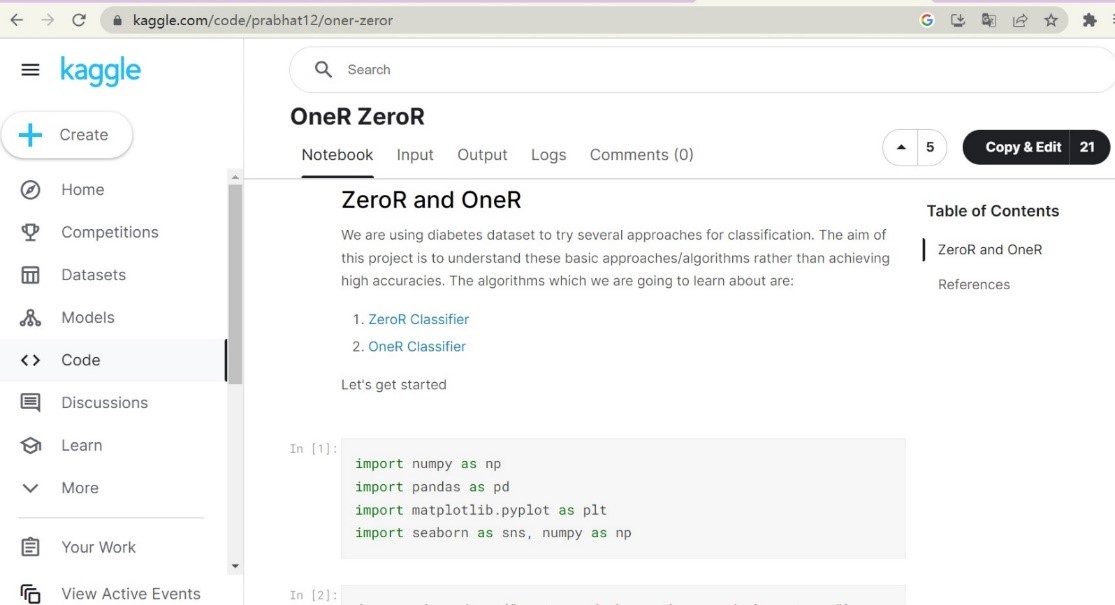 kaggle.com/code/prabhat12/oner-zeror
kaggle
Search
Create
Home
Competitions
Datasets
Models
Code
Discussions
Learn
More
Your Work
View Active Events
OneR ZeroR
Notebook Input Output Logs Comments (0)
5
Copy & Edit 21
ZeroR and OneR
We are using diabetes dataset to try several approaches for classification. The aim of
this project is to understand these basic approaches/algorithms rather than achieving
high accuracies. The algorithms which we are going to learn about are:
1. ZeroR Classifier
2. OneR Classifier
Let's get started
In [1]:
import numpy as np
import pandas as pd
import matplotlib.pyplot as plt
import seaborn as sns, numpy as np
In [2]:
Table of Contents
ZeroR and OneR
References